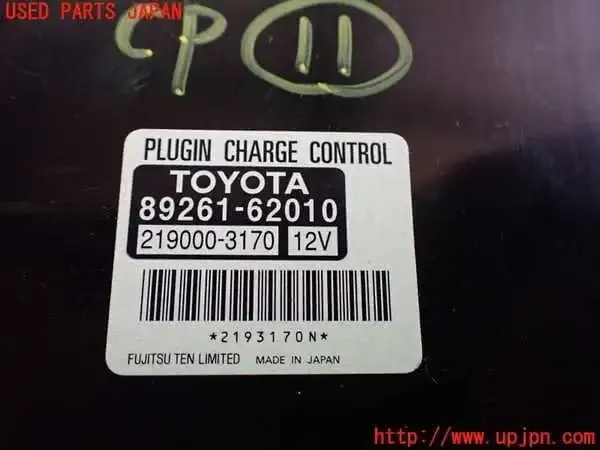 USED PARTS JAPAN
CP 11
PLUGIN CHARGE CONTROL
TOYOTA
89261-62010
219000-3170 12V
*2193170N*
FUJITSU TEN LIMITED MADE IN JAPAN
http://www.upjpn.com/